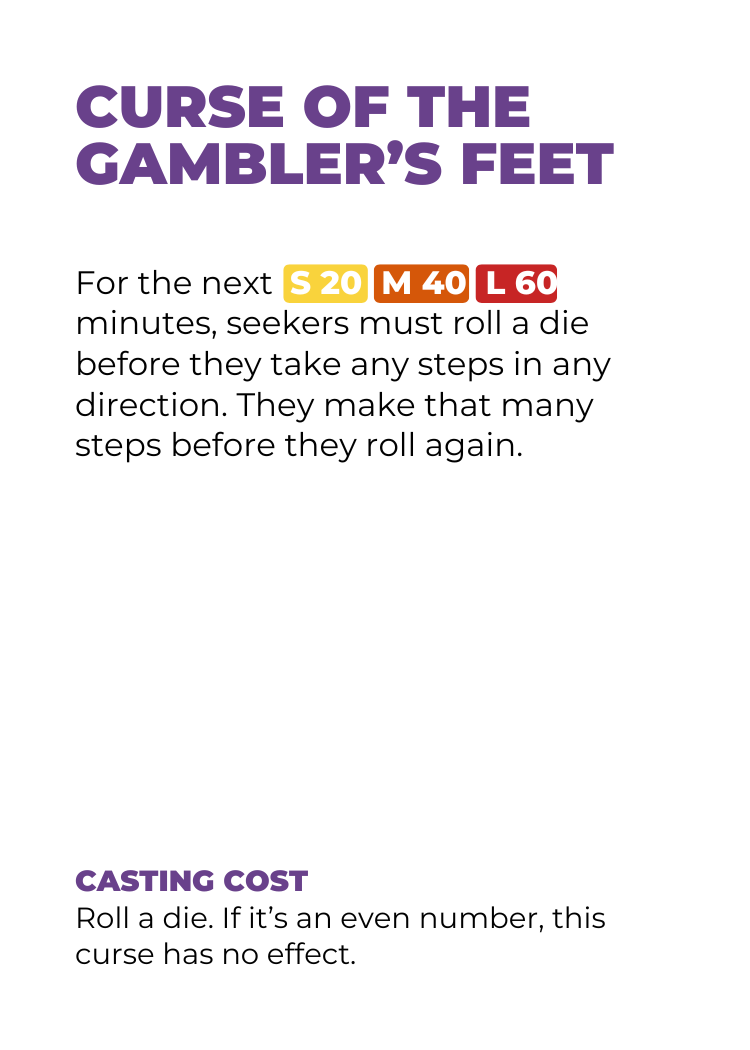 CURSE OF THE
GAMBLER’S FEET
For the next S 20 M 40 L 60
minutes, seekers must roll a die
before they take any steps in any
direction. They make that many
steps before they roll again.
CASTING COST
Roll a die. If it’s an even number, this
curse has no effect.